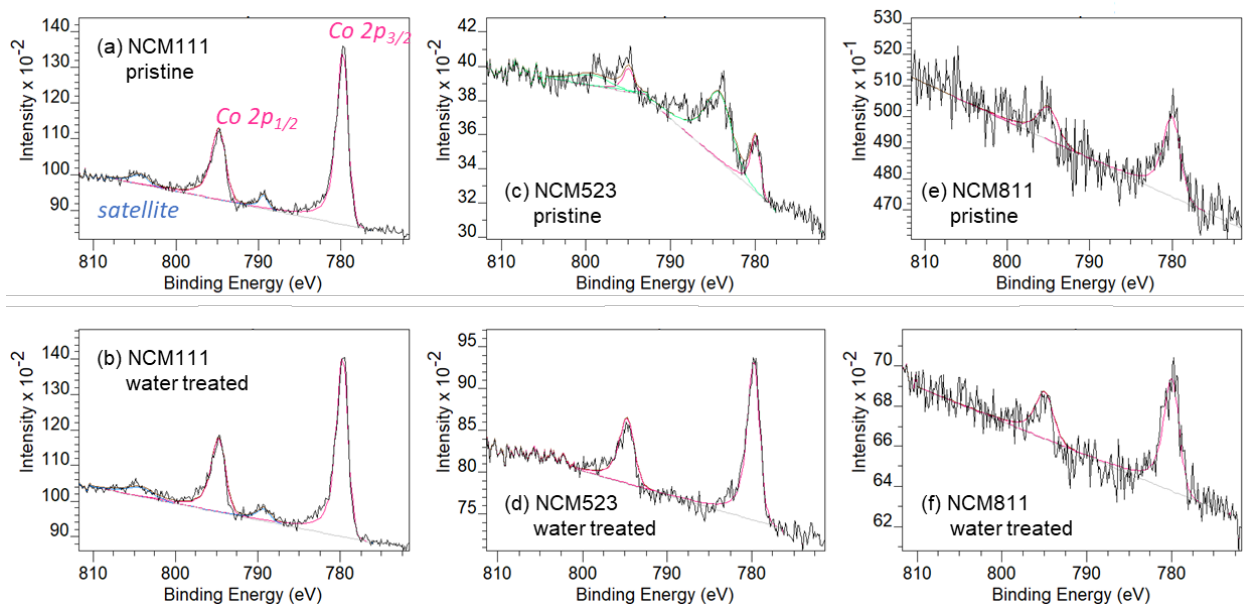 (a) NCM111
pristine
Co 2p3/2
Co 2p1/2
satellite
Intensity x 10-2
130
120
110
100
90
810 800 790 780
Binding Energy (eV)
(c) NCM523
pristine
Intensity x 10-2
42
40
38
36
34
32
30
810 800 790 780
Binding Energy (eV)
(e) NCM811
pristine
Intensity x 10-1
530
510
500
490
480
470
810 800 790 780
Binding Energy (eV)
(b) NCM111
water treated
Intensity x 10-2
140
130
120
110
100
90
810 800 790 780
Binding Energy (eV)
(d) NCM523
water treated
Intensity x 10-2
95
90
85
80
75
810 800 790 780
Binding Energy (eV)
(f) NCM811
water treated
Intensity x 10-2
70
68
66
64
62
810 800 790 780
Binding Energy (eV)